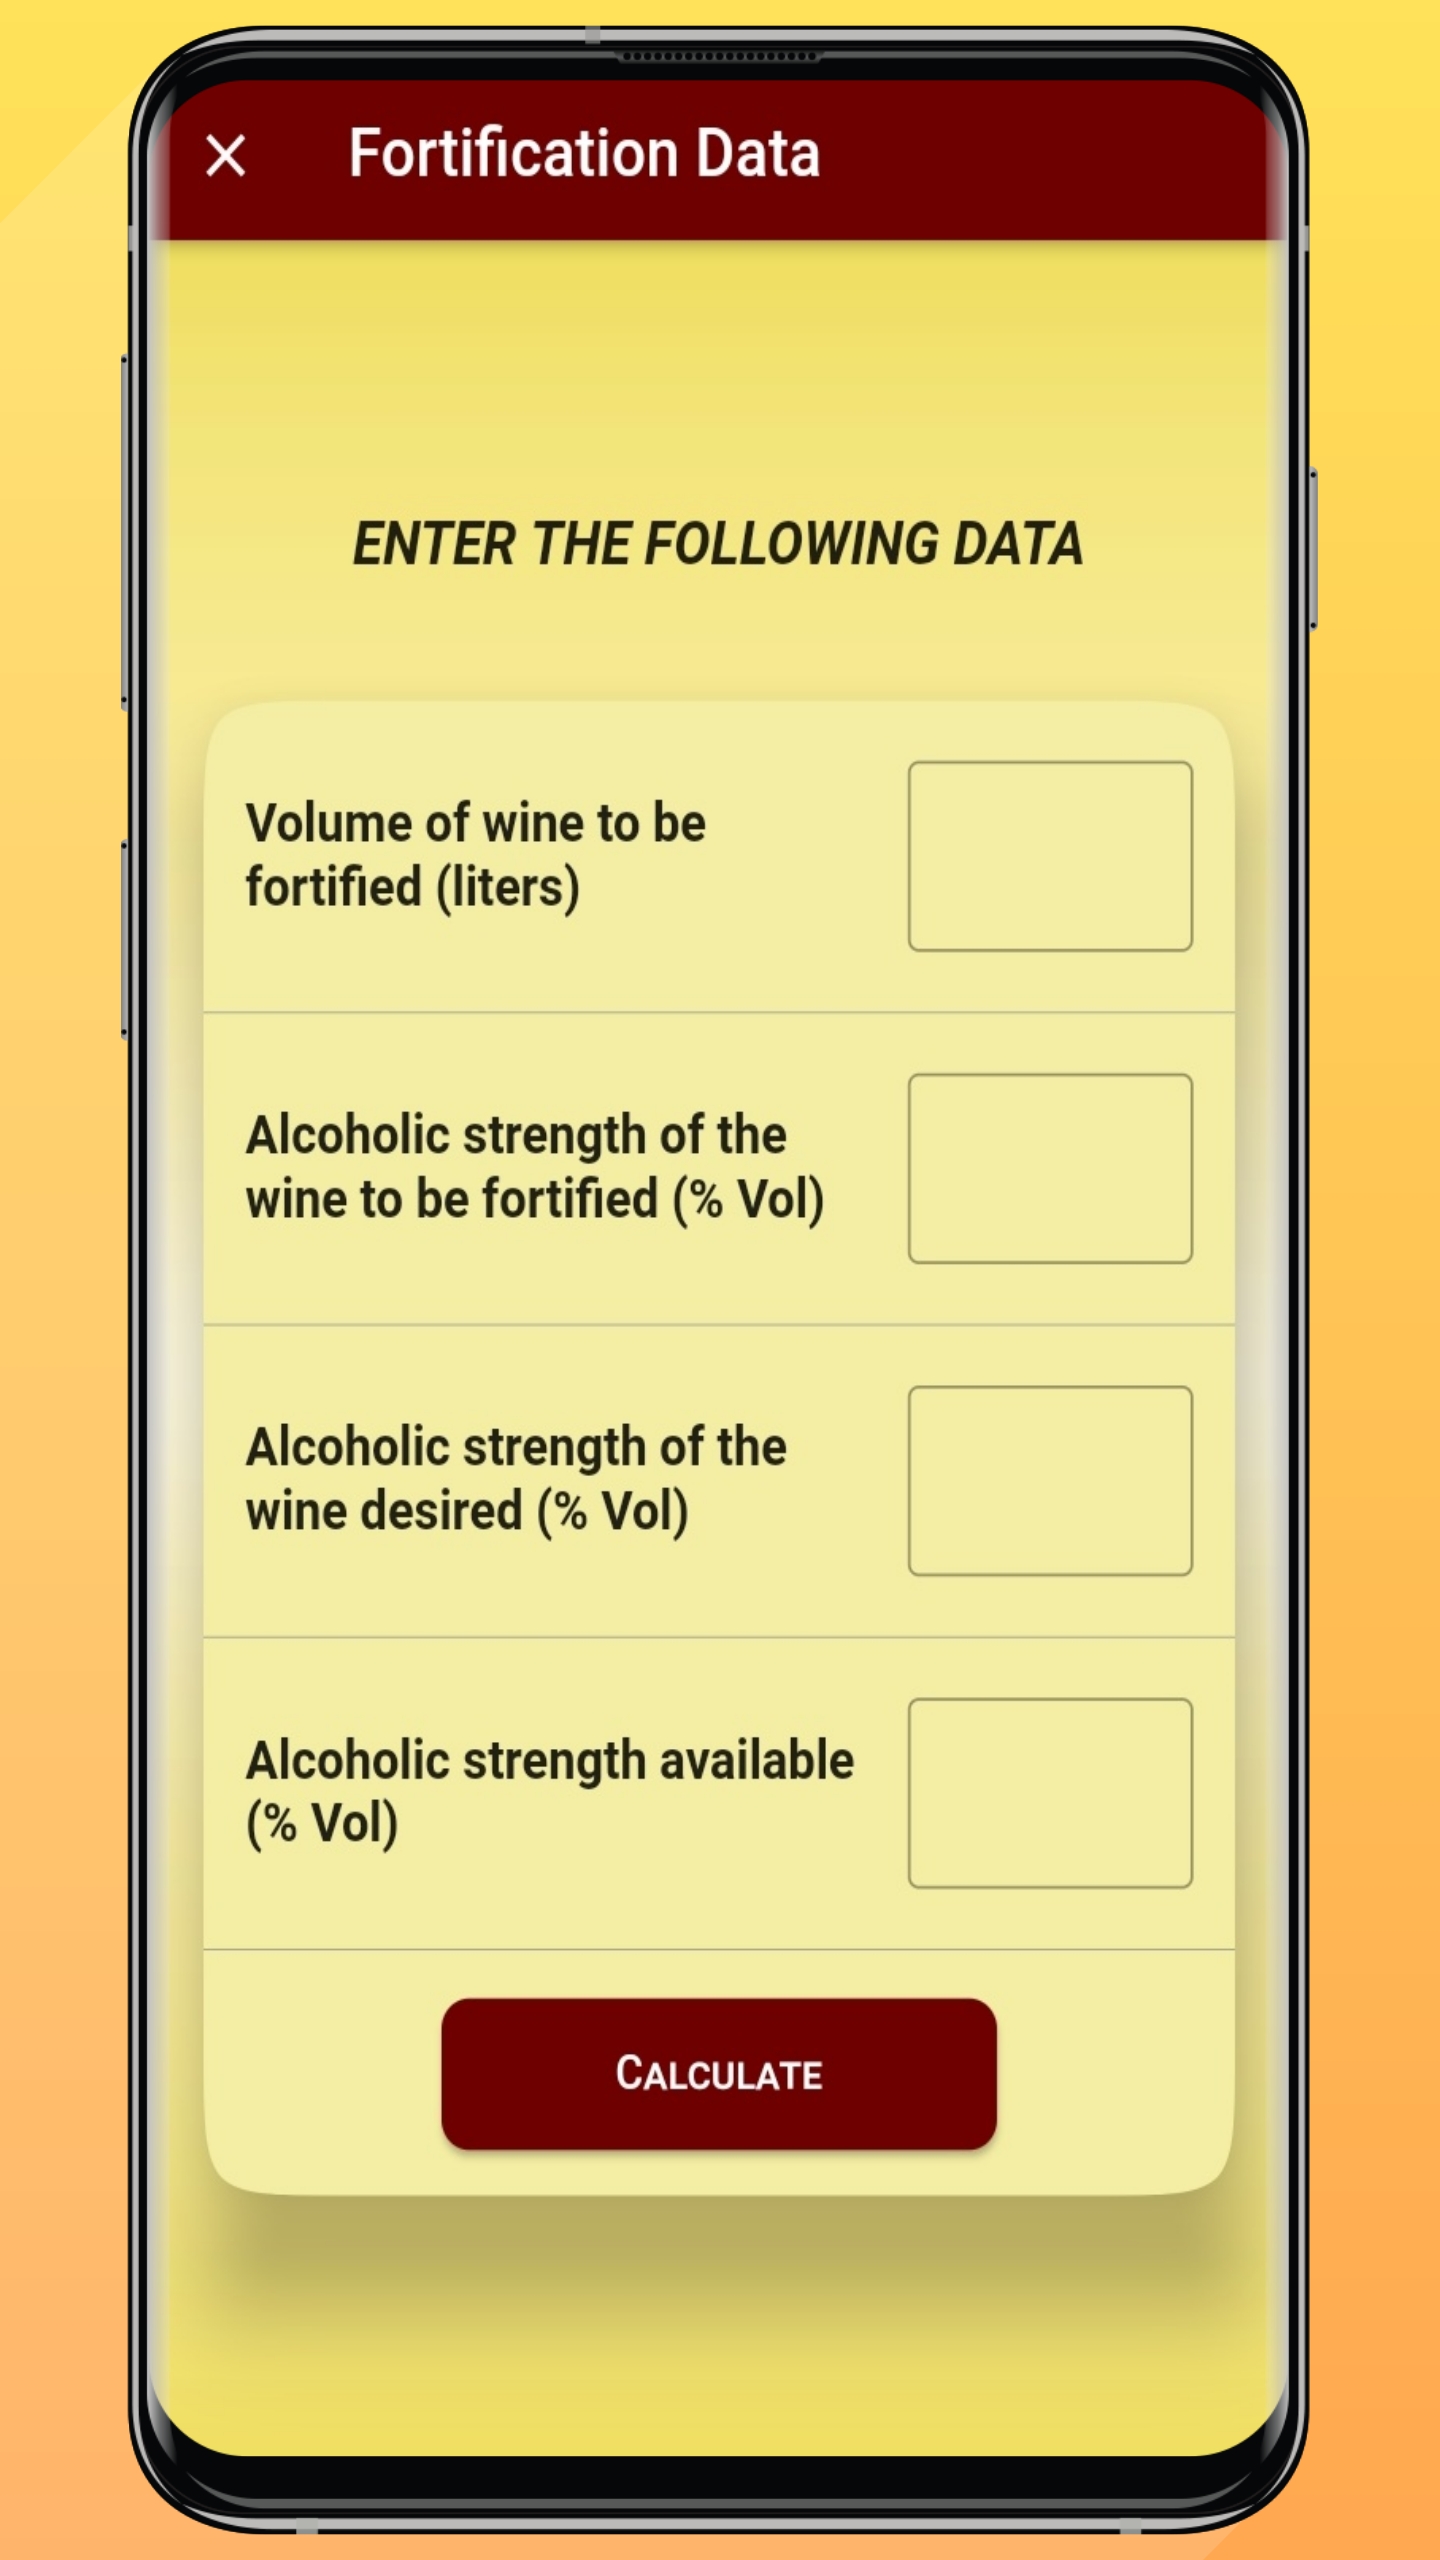 Fortification Data
ENTER THE FOLLOWING DATA
Volume of wine to be
fortified (liters)
Alcoholic strength of the
wine to be fortified (% Vol)
Alcoholic strength of the
wine desired (% Vol)
Alcoholic strength available
(% Vol)
CALCULATE